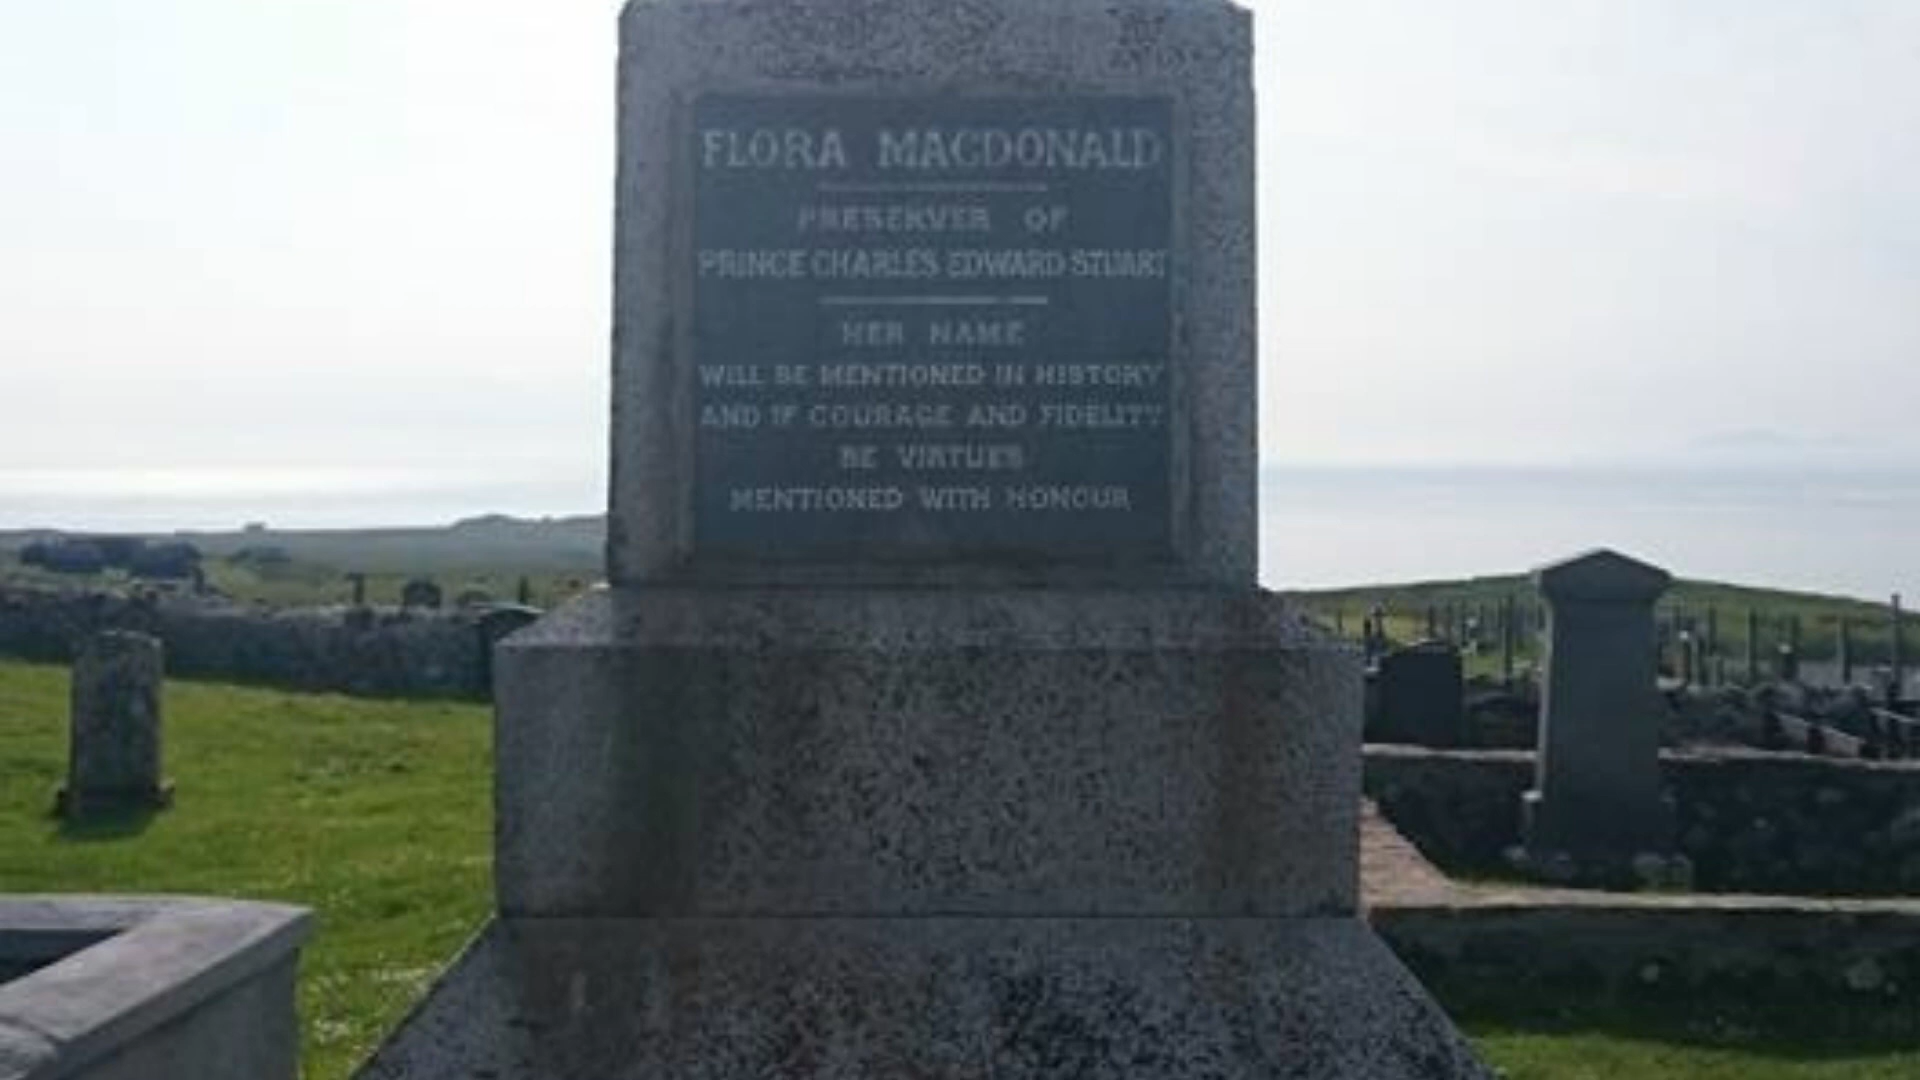 FLORA MACDONALD
PRESERVER OF
PRINCE CHARLES EDWARD STUART
HER NAME
WILL BE MENTIONED IN HISTORY
AND IF COURAGE AND FIDELITY
BE VIRTUES
MENTIONED WITH HONOUR